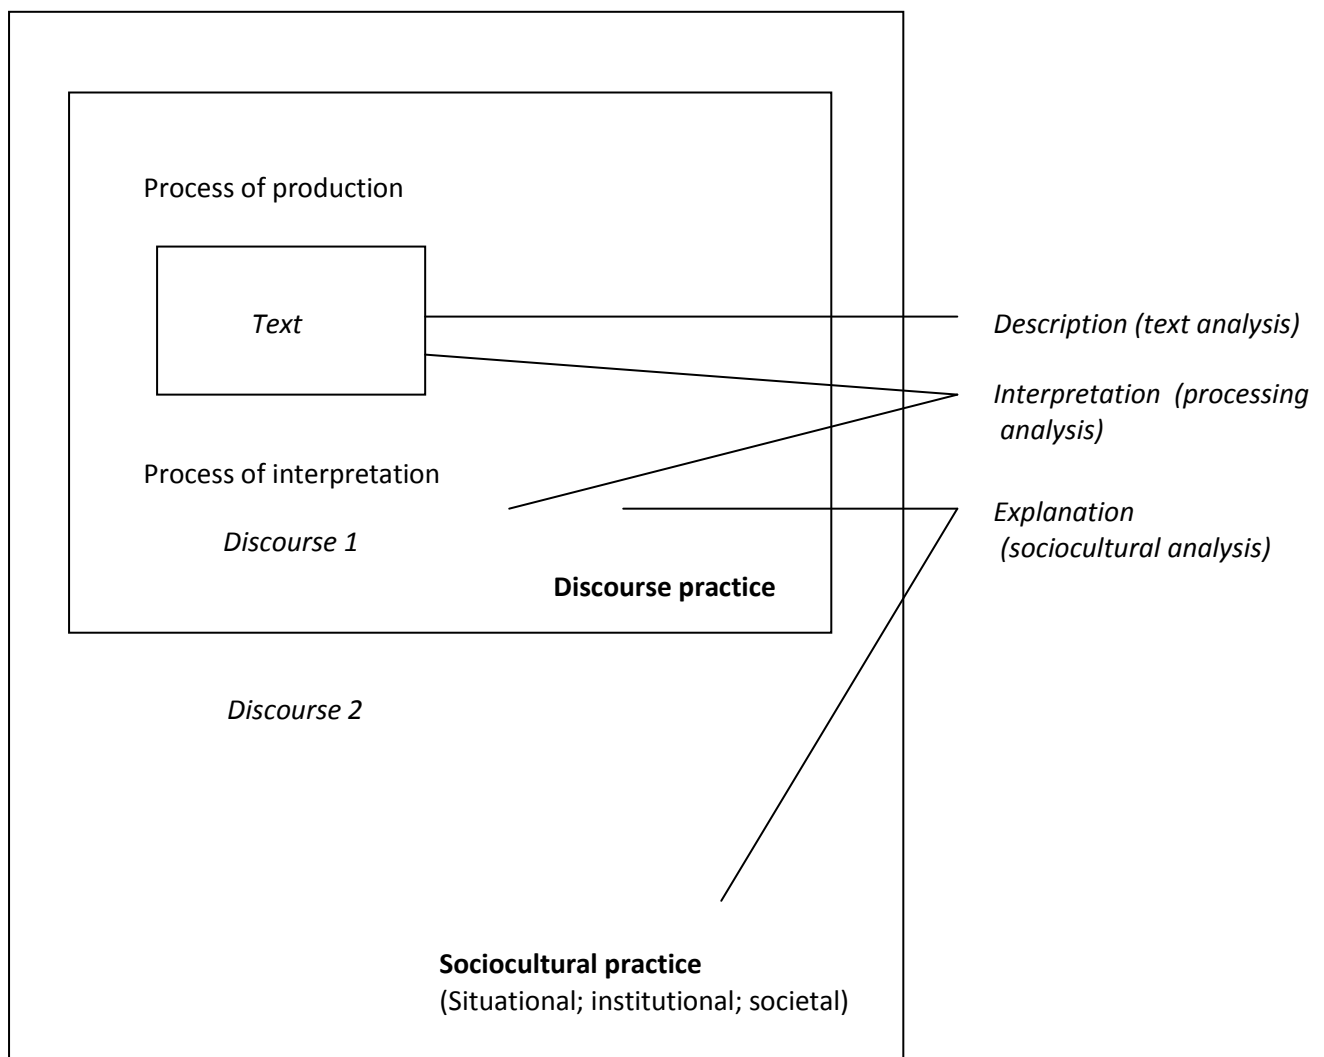 Process of production
Text
Description (text analysis)
Interpretation (processing
analysis)
Process of interpretation
Explanation
(sociocultural analysis)
Discourse 1
Discourse practice
Discourse 2
Sociocultural practice
(Situational; institutional; societal)